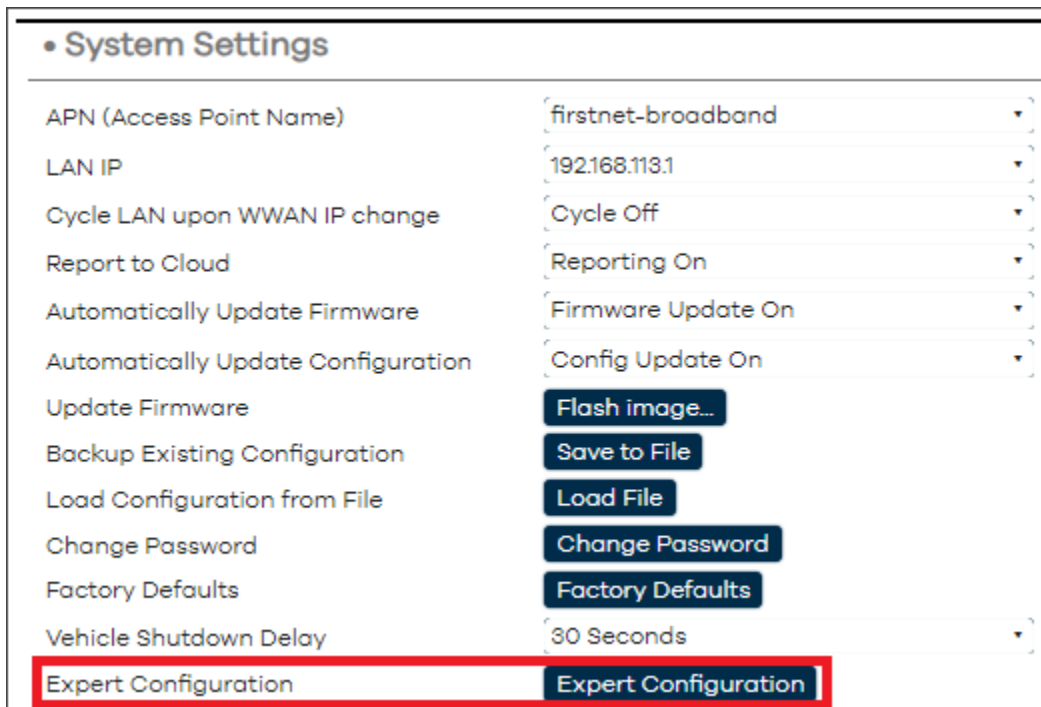 • System Settings
APN (Access Point Name) firstnet-broadband
LAN IP 192.168.113.1
Cycle LAN upon WWAN IP change Cycle Off
Report to Cloud Reporting On
Automatically Update Firmware Firmware Update On
Automatically Update Configuration Config Update On
Update Firmware Flash image...
Backup Existing Configuration Save to File
Load Configuration from File Load File
Change Password Change Password
Factory Defaults Factory Defaults
Vehicle Shutdown Delay 30 Seconds
Expert Configuration Expert Configuration